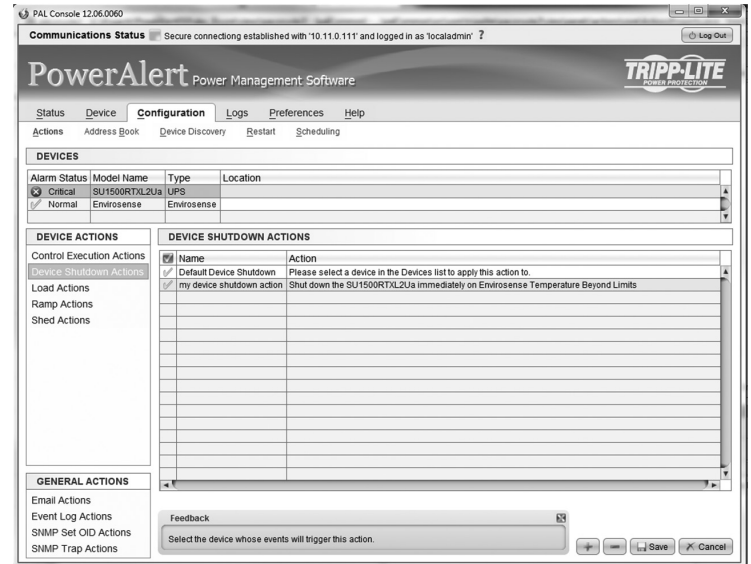 PAL Console 12.06.0060
Communications Status Secure connectiong established with '10.11.0.111' and logged in as 'localadmin' ? Log Out
PowerAlert Power Management Software
TRIPP·LITE
POWER PROTECTION
Status Device Configuration Logs Preferences Help
Actions Address Book Device Discovery Restart Scheduling
DEVICES
Alarm Status Model Name Type Location
Critical SU1500RTXL2Ua UPS
Normal Envirosense Envirosense
DEVICE ACTIONS
Control Execution Actions
Device Shutdown Actions
Load Actions
Ramp Actions
Shed Actions
DEVICE SHUTDOWN ACTIONS
Name Action
Default Device Shutdown Please select a device in the Devices list to apply this action to.
my device shutdown action Shut down the SU1500RTXL2Ua immediately on Envirosense Temperature Beyond Limits
GENERAL ACTIONS
Email Actions
Event Log Actions
SNMP Set OID Actions
SNMP Trap Actions
Feedback
Select the device whose events will trigger this action.
Save Cancel